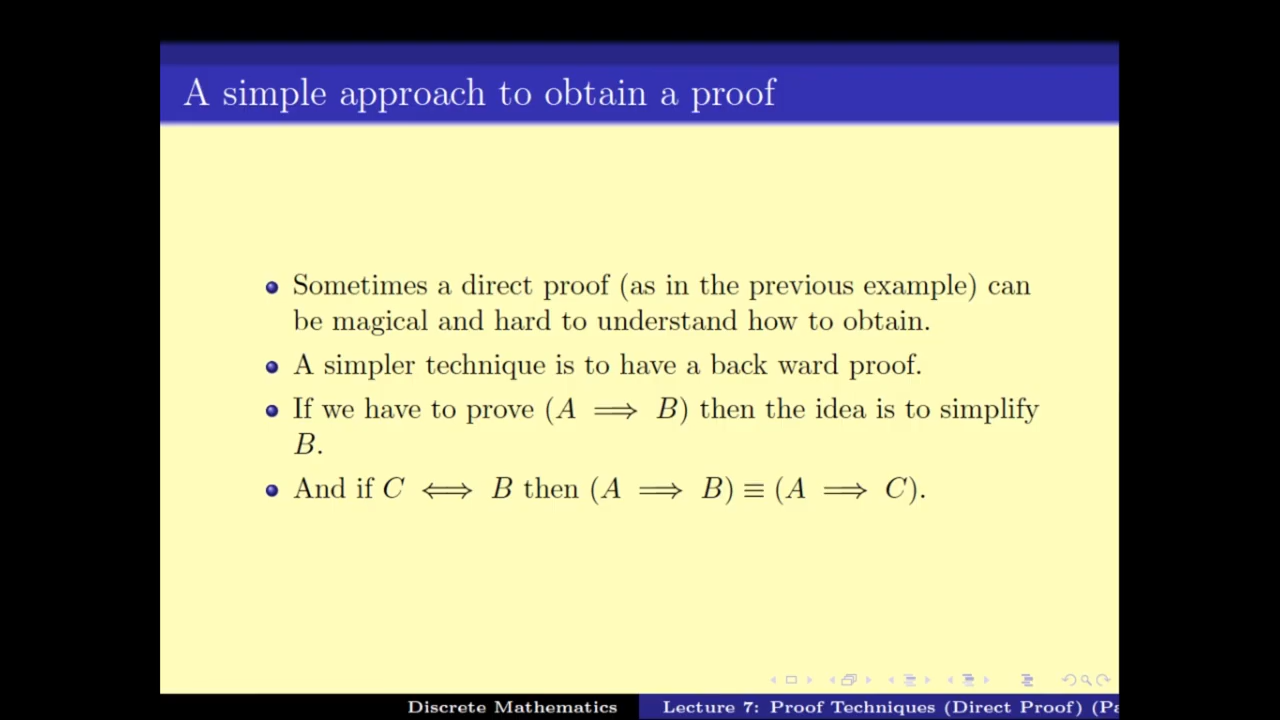 A simple approach to obtain a proof
Sometimes a direct proof (as in the previous example) can
be magical and hard to understand how to obtain.
A simpler technique is to have a back ward proof.
If we have to prove (A ⟹ B) then the idea is to simplify
B.
And if C ⟺ B then (A ⟹ B) ≡ (A ⟹ C).
Discrete Mathematics
Lecture 7: Proof Techniques (Direct Proof) (Pa